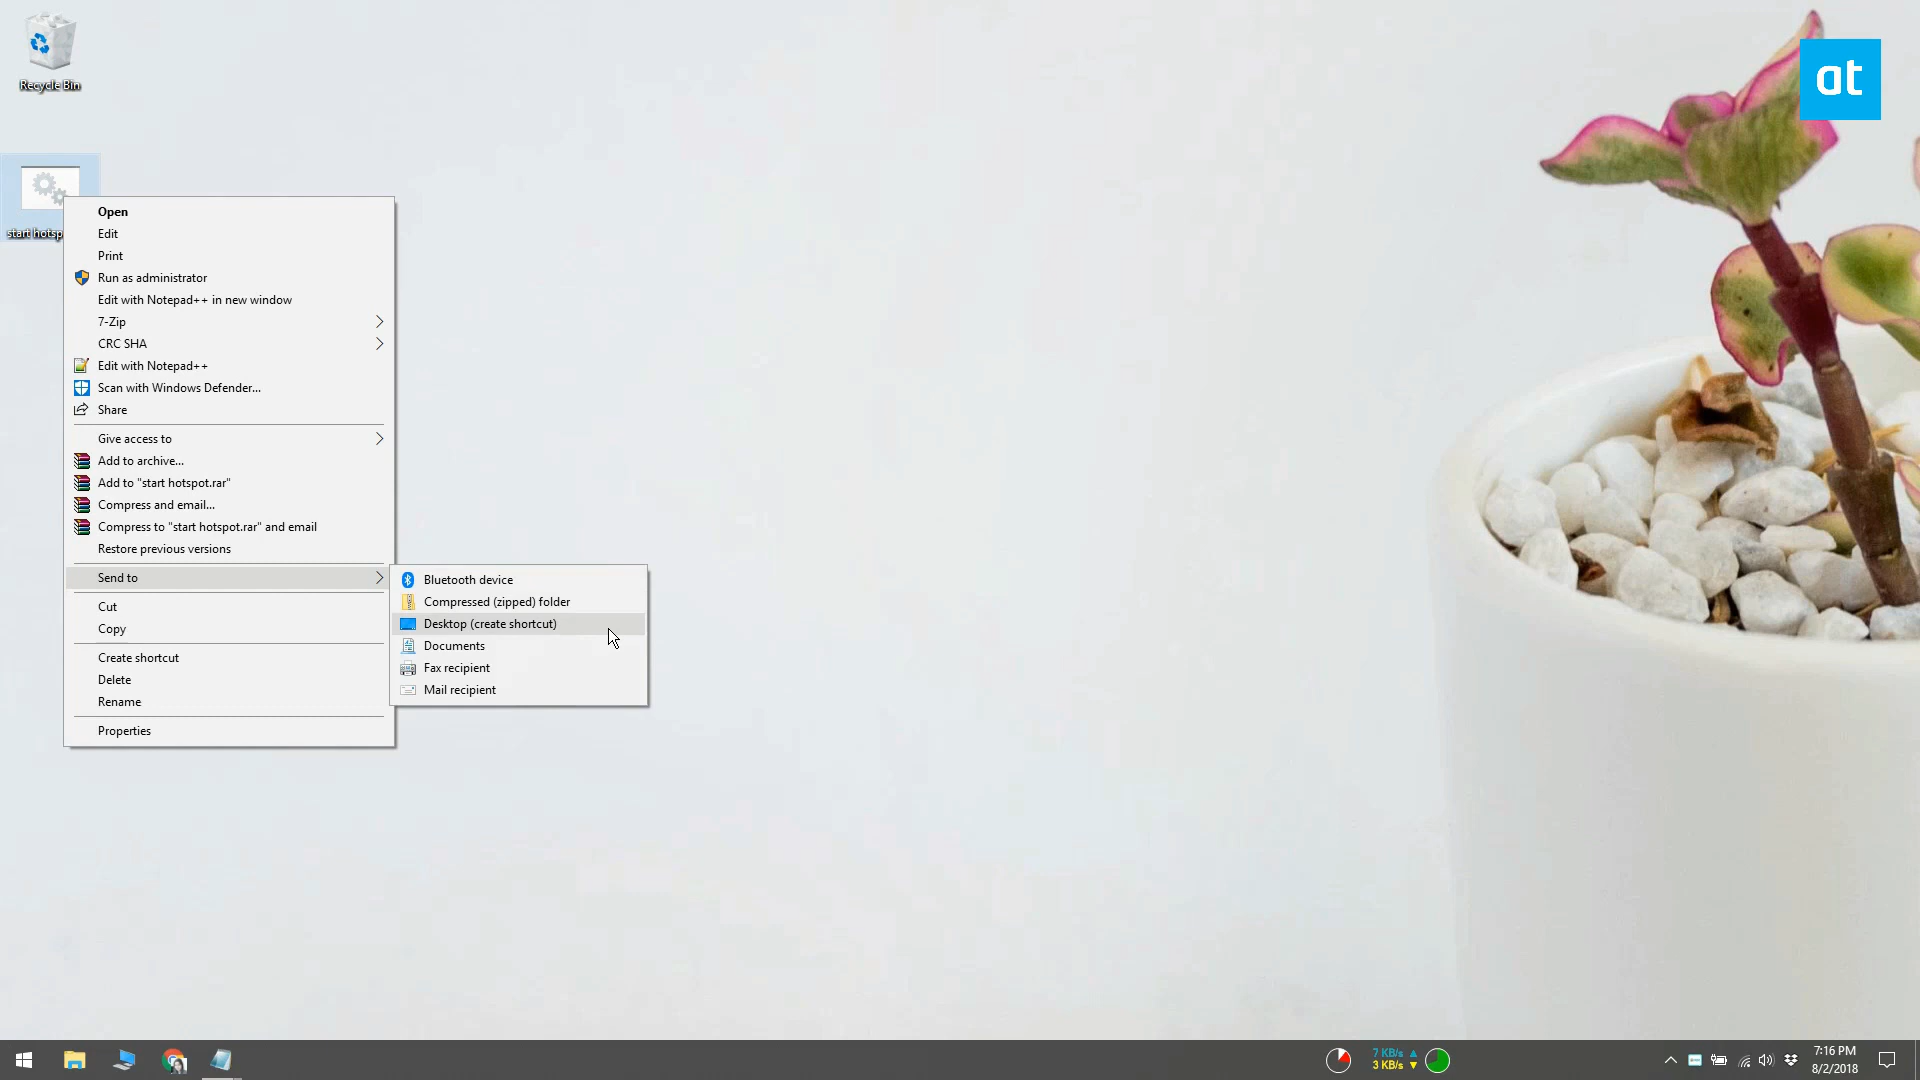 Recycle Bin
at
start hotsp
Open
Edit
Print
Run as administrator
Edit with Notepad++ in new window
7-Zip
CRC SHA
Edit with Notepad++
Scan with Windows Defender...
Share
Give access to
Add to archive...
Add to "start hotspot.rar"
Compress and email...
Compress to "start hotspot.rar" and email
Restore previous versions
Send to
Bluetooth device
Compressed (zipped) folder
Desktop (create shortcut)
Documents
Fax recipient
Mail recipient
Cut
Copy
Create shortcut
Delete
Rename
Properties
7 KB/s
3 KB/s
7:16 PM
8/2/2018